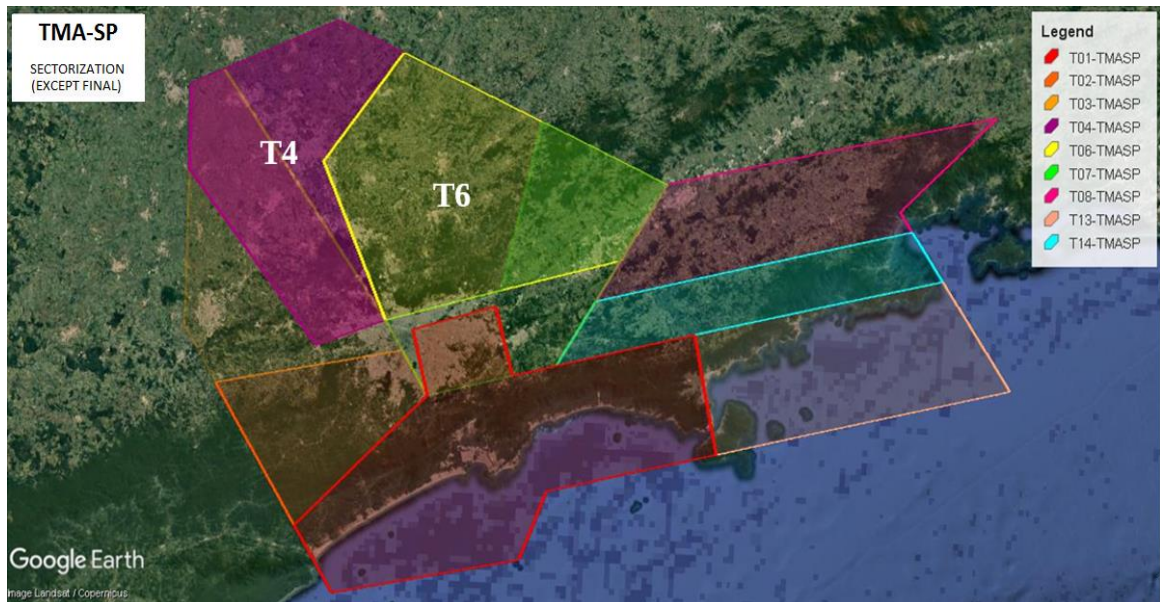 TMA-SP
SECTORIZATION
(EXCEPT FINAL)
Legend
T01-TMASP
T02-TMASP
T03-TMASP
T04-TMASP
T06-TMASP
T07-TMASP
T08-TMASP
T13-TMASP
T14-TMASP
T4
T6
Google Earth
Image Landsat / Copernicus